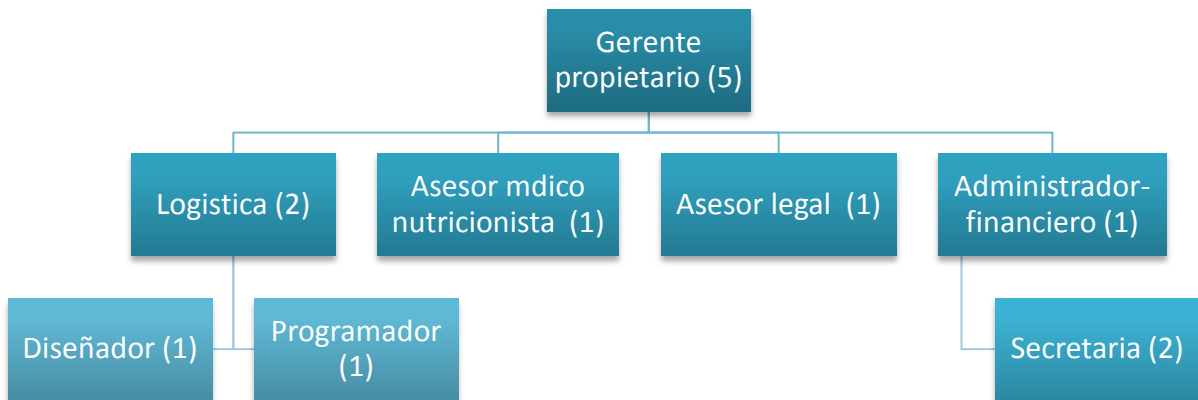 Gerente
propietario (5)
Logistica (2)
Asesor mdico
nutricionista (1)
Asesor legal (1)
Administrador-
financiero (1)
Diseñador (1)
Programador
(1)
Secretaria (2)